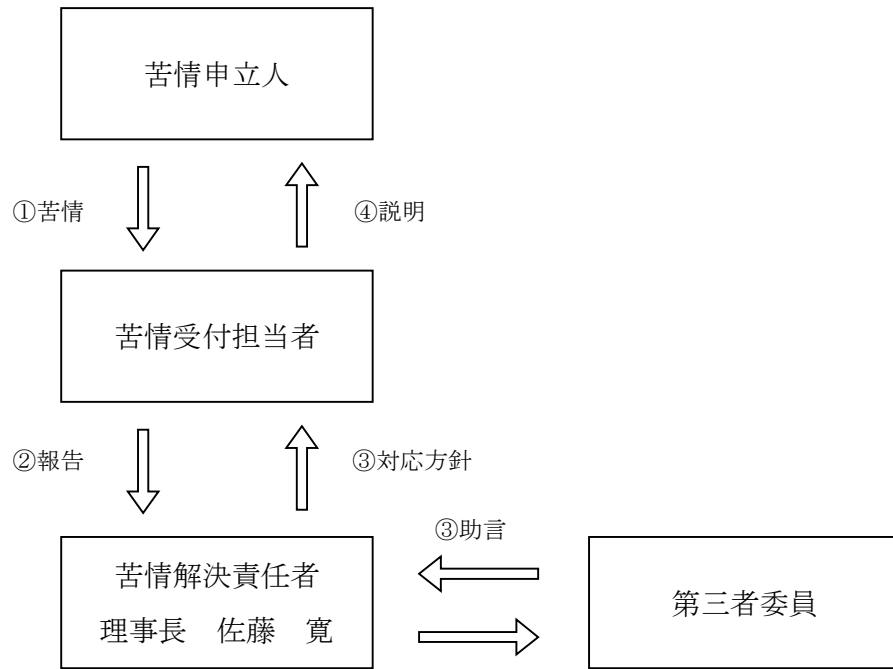 苦情申立人
①苦情
④説明
苦情受付担当者
②報告
③対応方針
③助言
苦情解決責任者
理事長　佐藤　寛
第三者委員